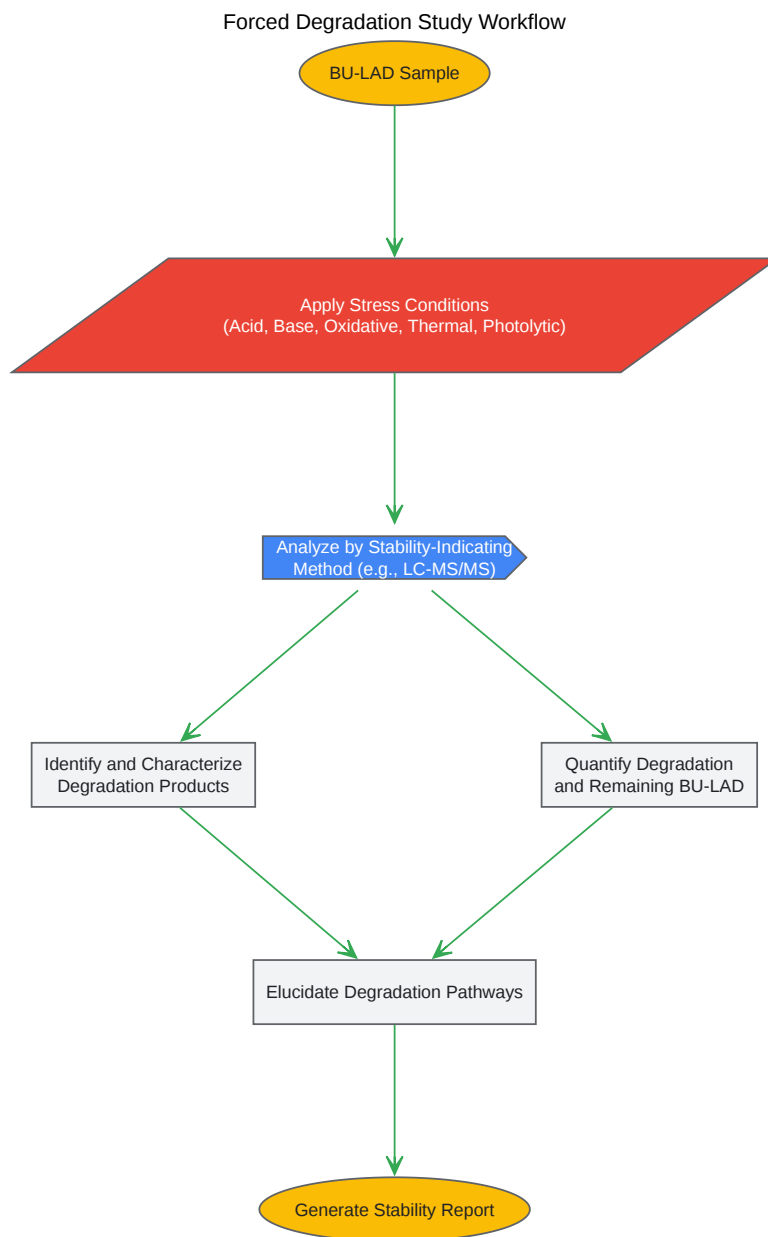 Forced Degradation Study Workflow
BU-LAD Sample
Apply Stress Conditions
(Acid, Base, Oxidative, Thermal, Photolytic)
Analyze by Stability-Indicating
Method (e.g., LC-MS/MS)
Identify and Characterize
Degradation Products
Quantify Degradation
and Remaining BU-LAD
Elucidate Degradation Pathways
Generate Stability Report